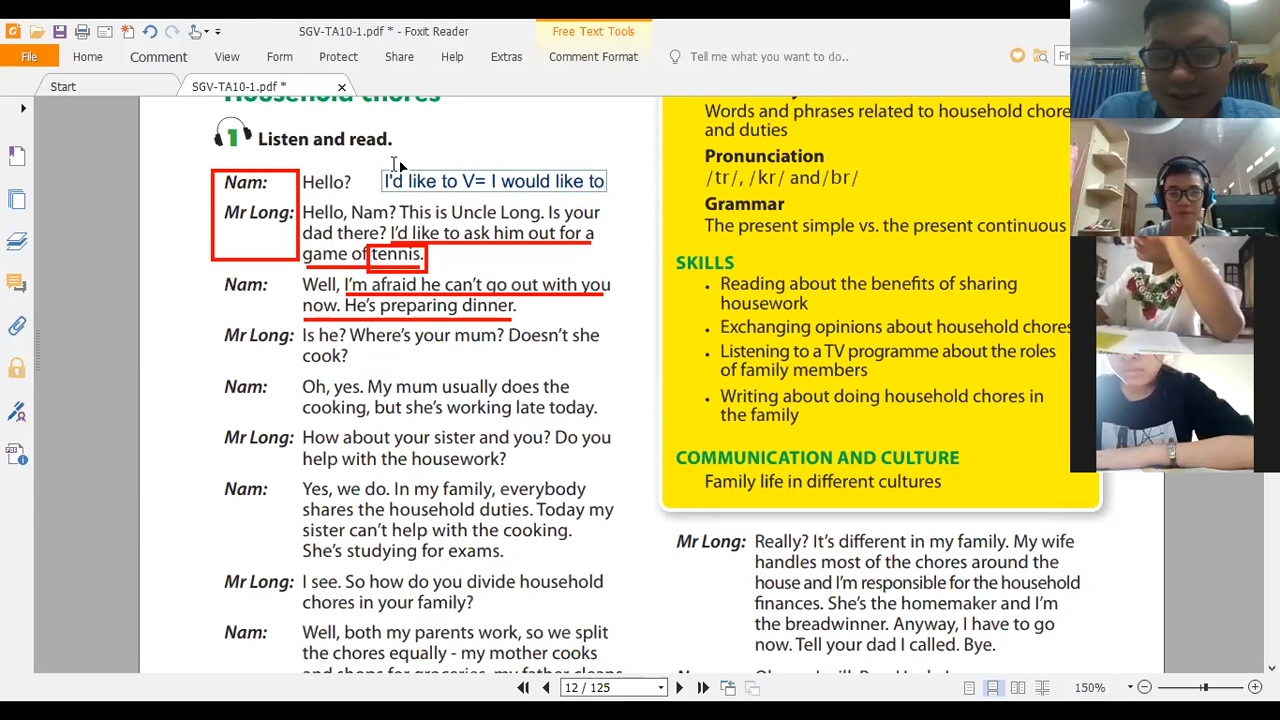 SGV-TA10-1.pdf * - Foxit Reader
Free Text Tools
File
Home
Comment
View
Form
Protect
Share
Extras
Comment Format
Tell me what you want to do..
Fin
Start
SGV-TA10-1.pdf *
Household chores
1 Listen and read.
Nam: Hello?
I'd like to V= I would like to
Mr Long: Hello, Nam? This is Uncle Long. Is your
dad there? I'd like to ask him out for a
game of tennis.
Nam: Well, I'm afraid he can't go out with you
now. He's preparing dinner.
Mr Long: Is he? Where's your mum? Doesn't she
cook?
Nam: Oh, yes. My mum usually does the
cooking, but she's working late today.
Mr Long: How about your sister and you? Do you
help with the housework?
Nam: Yes, we do. In my family, everybody
shares the household duties. Today my
sister can't help with the cooking.
She's studying for exams.
Mr Long: I see. So how do you divide household
chores in your family?
Nam: Well, both my parents work, so we split
the chores equally - my mother cooks
and shops for groceries, my father cleans
Words and phrases related to household chore
and duties
Pronunciation
/tr/, /kr/ and /br/
Grammar
The present simple vs. the present continuous
SKILLS
• Reading about the benefits of sharing
housework
• Exchanging opinions about household chores
• Listening to a TV programme about the roles
of family members
• Writing about doing household chores in
the family
COMMUNICATION AND CULTURE
Family life in different cultures
Mr Long: Really? It's different in my family. My wife
handles most of the chores around the
house and I'm responsible for the household
finances. She's the homemaker and I'm
the breadwinner. Anyway, I have to go
now. Tell your dad I called. Bye.
12 / 125
150%